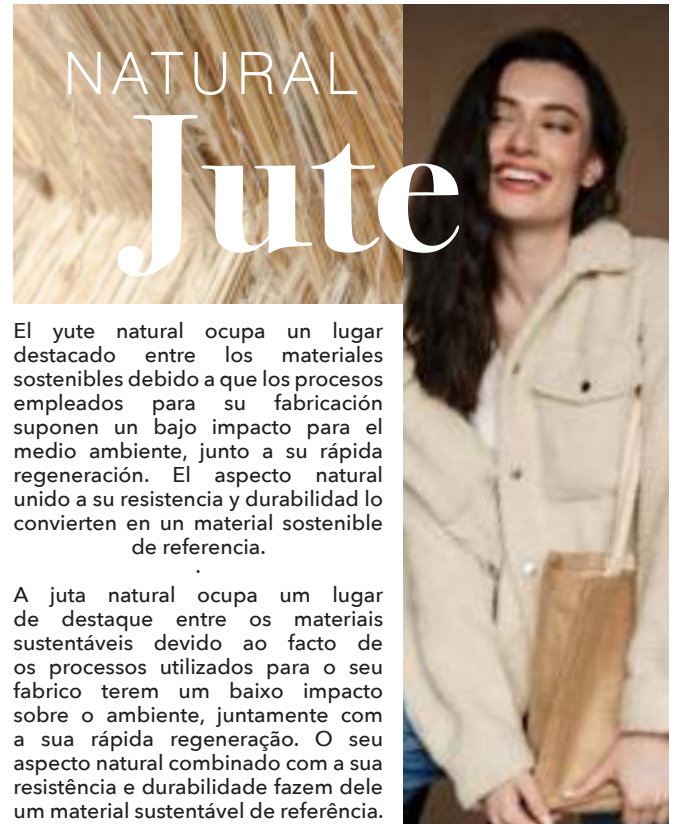 NATURAL
Jute
El yute natural ocupa un lugar
destacado entre los materiales
sostenibles debido a que los procesos
empleados para su fabricación
suponen un bajo impacto para el
medio ambiente, junto a su rápida
regeneración. El aspecto natural
unido a su resistencia y durabilidad lo
convierten en un material sostenible
de referencia.
.
A juta natural ocupa um lugar
de destaque entre os materiais
sustentáveis devido ao facto de
os processos utilizados para o seu
fabrico terem um baixo impacto
sobre o ambiente, juntamente com
a sua rápida regeneração. O seu
aspecto natural combinado com a sua
resistência e durabilidade fazem dele
um material sustentável de referência.